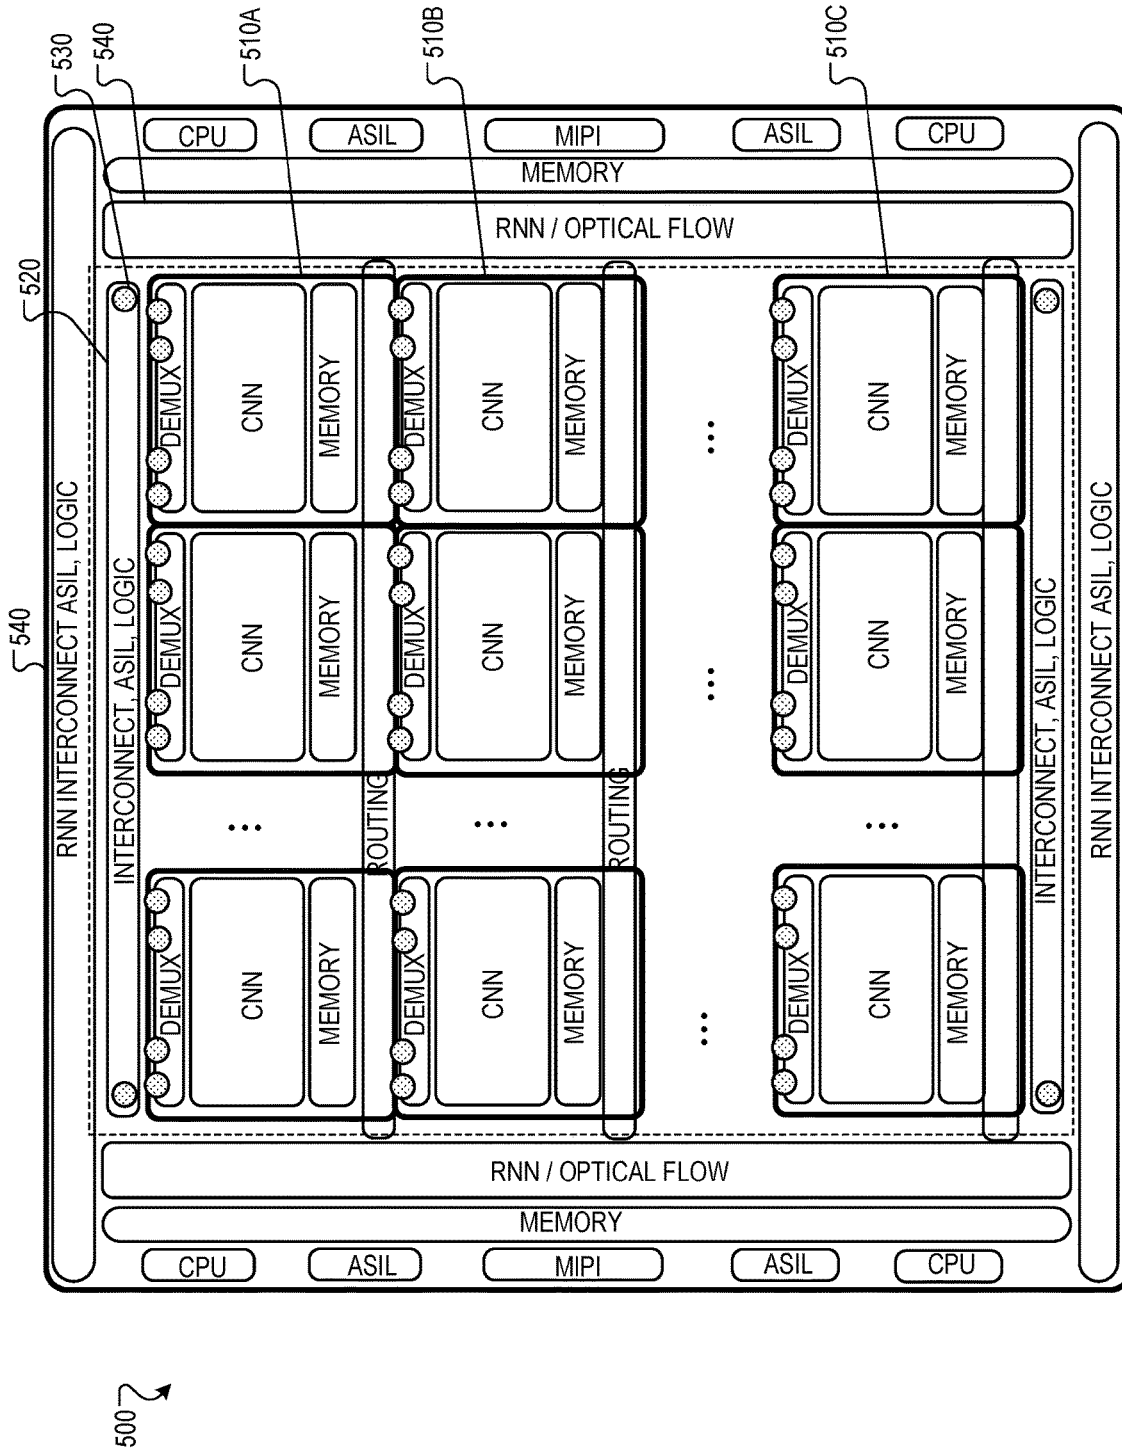 530
540
510A
510B
510C
520
540
CPU
ASIL
MIPI
ASIL
CPU
MEMORY
RNN / OPTICAL FLOW
RNN INTERCONNECT ASIL, LOGIC
INTERCONNECT, ASIL, LOGIC
DEMUX
CNN
MEMORY
DEMUX
CNN
MEMORY
...
DEMUX
CNN
MEMORY
DEMUX
CNN
MEMORY
DEMUX
CNN
MEMORY
...
DEMUX
CNN
MEMORY
...
ROUTING
...
ROUTING
...
DEMUX
CNN
MEMORY
DEMUX
CNN
MEMORY
...
DEMUX
CNN
MEMORY
INTERCONNECT, ASIL, LOGIC
RNN INTERCONNECT ASIL, LOGIC
RNN / OPTICAL FLOW
MEMORY
CPU
ASIL
MIPI
ASIL
CPU
500